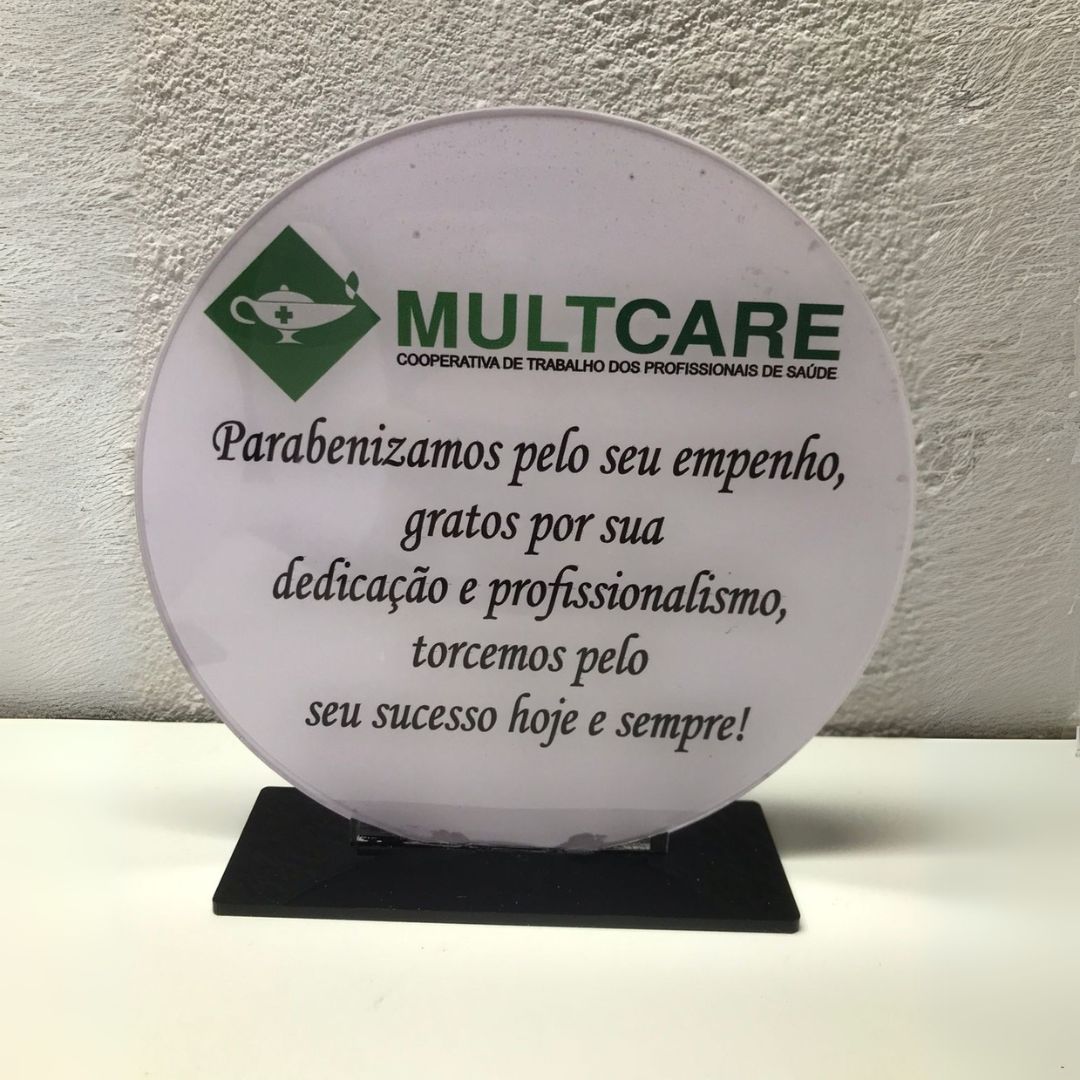 MULTCARE
COOPERATIVA DE TRABALHO DOS PROFISSIONAIS DE SAÚDE
Parabenizamos pelo seu empenho,
gratos por sua
dedicação e profissionalismo,
torcemos pelo
seu sucesso hoje e sempre!